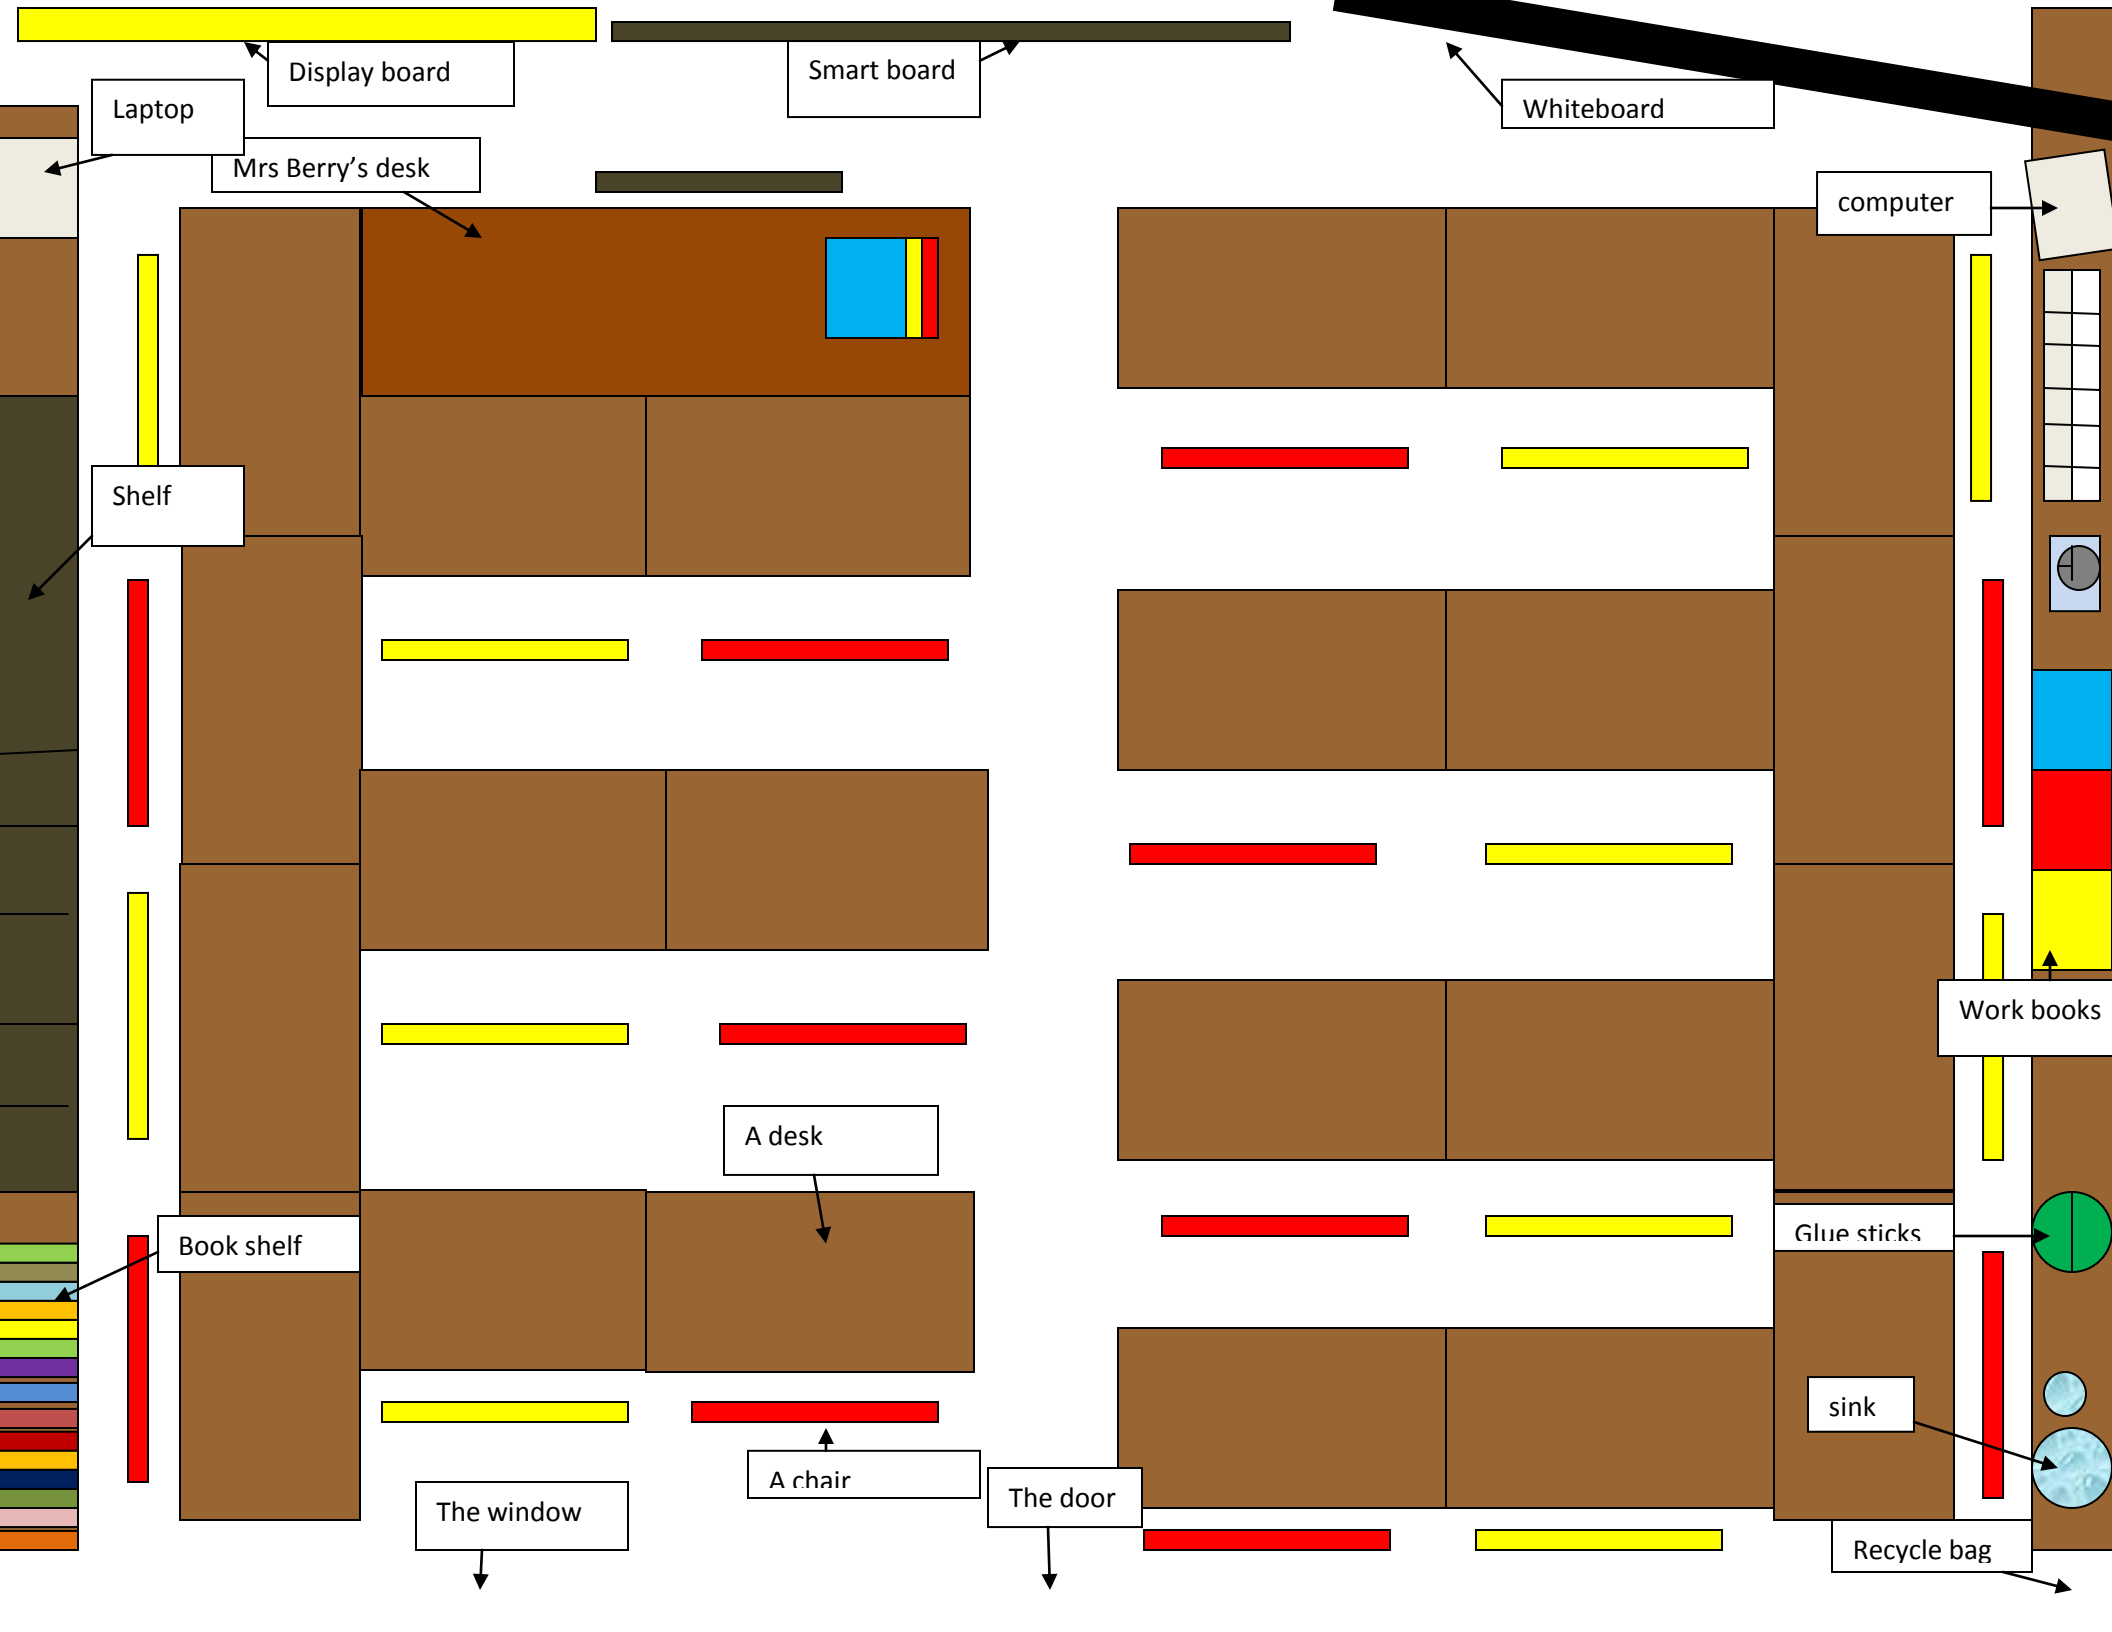 Display board
Smart board
Laptop
Whiteboard
Mrs Berry’s desk
computer
Shelf
Work books
A desk
Glue sticks
Book shelf
sink
A chair
The door
The window
Recycle bag